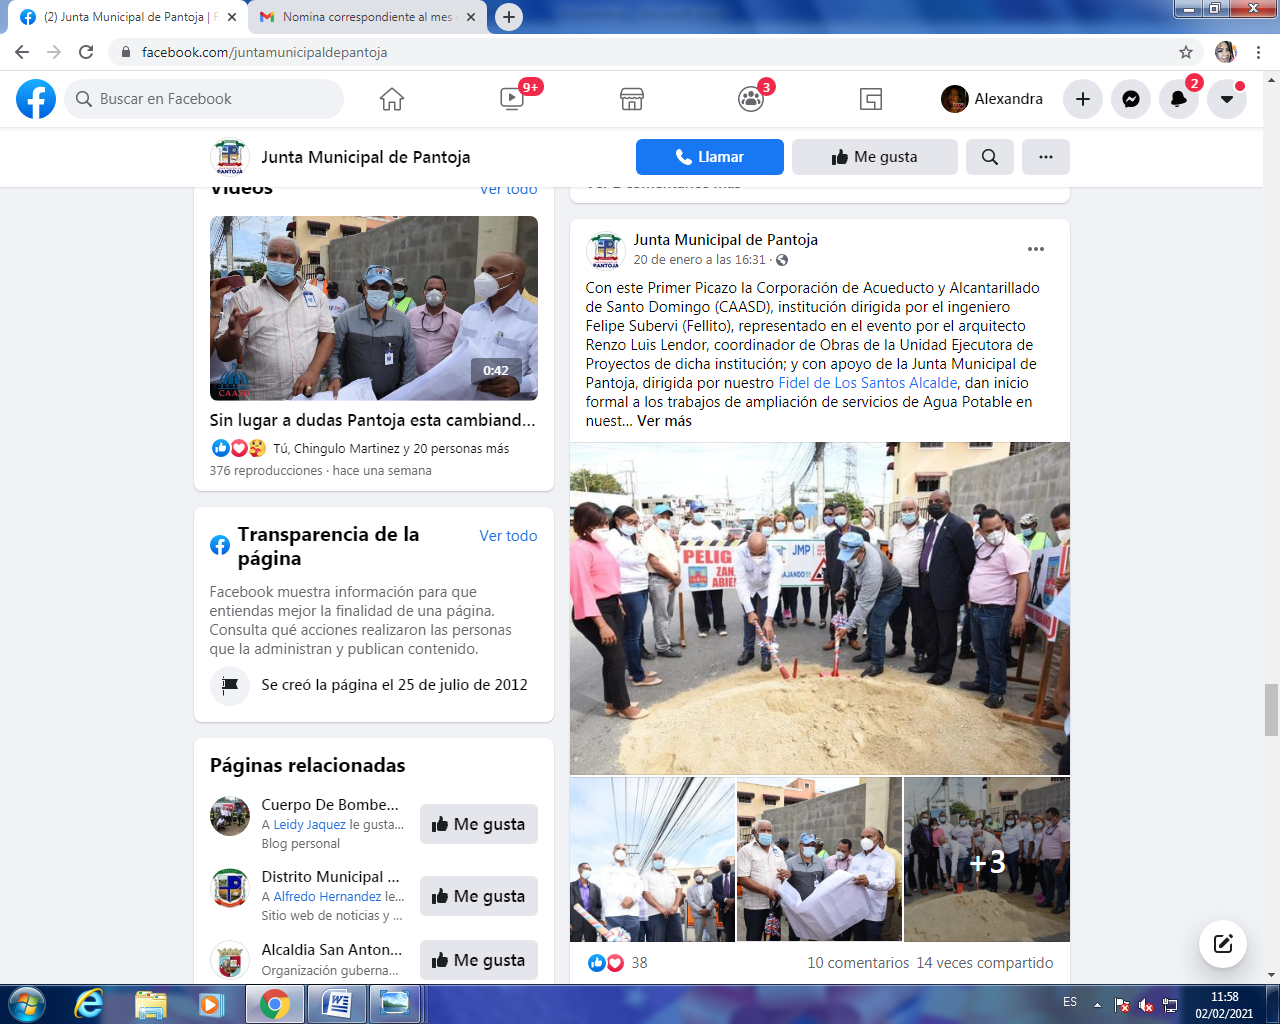 (2) Junta Municipal de Pantoja | F
Nomina correspondiente al mes
facebook.com/juntamunicipaldepantoja
Buscar en Facebook
9+
3
Alexandra
2
Junta Municipal de Pantoja
Llamar
Me gusta
Videos
Ver todo
0:42
CAASD
Sin lugar a dudas Pantoja esta cambiand...
Tú, Chingulo Martinez y 20 personas más
376 reproducciones · hace una semana
Transparencia de la
página
Ver todo
Facebook muestra información para que
entiendas mejor la finalidad de una página.
Consulta qué acciones realizaron las personas
que la administran y publican contenido.
Se creó la página el 25 de julio de 2012
Páginas relacionadas
Cuerpo De Bombe...
A Leidy Jaquez le gusta...
Blog personal
Me gusta
Distrito Municipal ...
A Alfredo Hernandez le...
Sitio web de noticias y ...
Me gusta
Alcaldia San Anton...
Organización guberna...
Me gusta
Junta Municipal de Pantoja
20 de enero a las 16:31 ·
Con este Primer Picazo la Corporación de Acueducto y Alcantarillado
de Santo Domingo (CAASD), institución dirigida por el ingeniero
Felipe Subervi (Fellito), representado en el evento por el arquitecto
Renzo Luis Lendor, coordinador de Obras de la Unidad Ejecutora de
Proyectos de dicha institución; y con apoyo de la Junta Municipal de
Pantoja, dirigida por nuestro Fidel de Los Santos Alcalde, dan inicio
formal a los trabajos de ampliación de servicios de Agua Potable en
nuest... Ver más
PELIG
ZAN
ABIE
JMP
AJANDO!!!
+3
38
10 comentarios 14 veces compartido
ES
11:58
02/02/2021